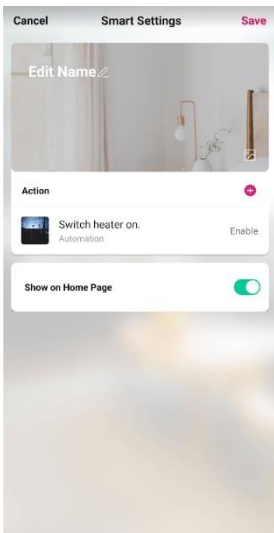 Cancel Smart Settings Save
Edit Name
Action
Switch heater on.
Automation
Enable
Show on Home Page